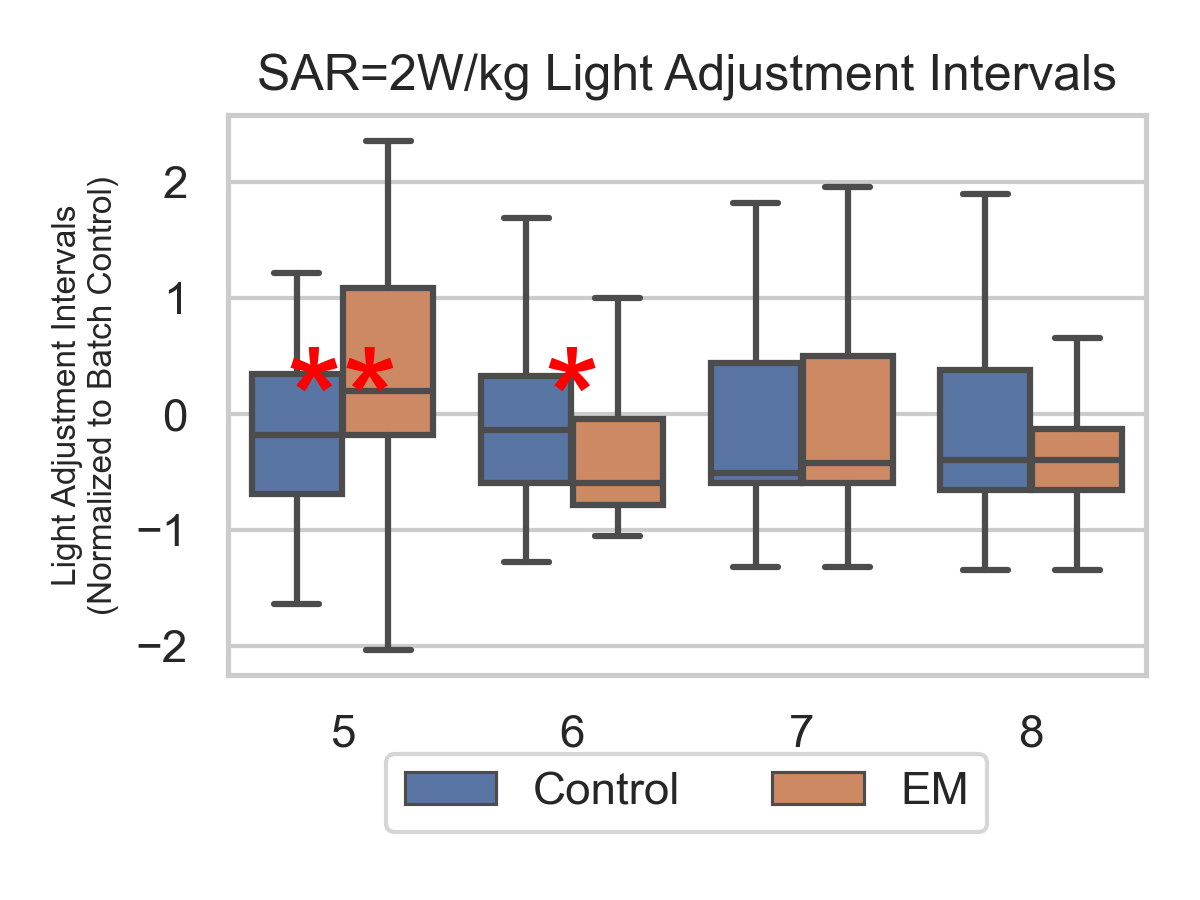 SAR=2W/kg Light Adjustment Intervals
Light Adjustment Intervals
(Normalized to Batch Control)
2
1
0
−1
−2
* *
*
5 6 7 8
Control EM